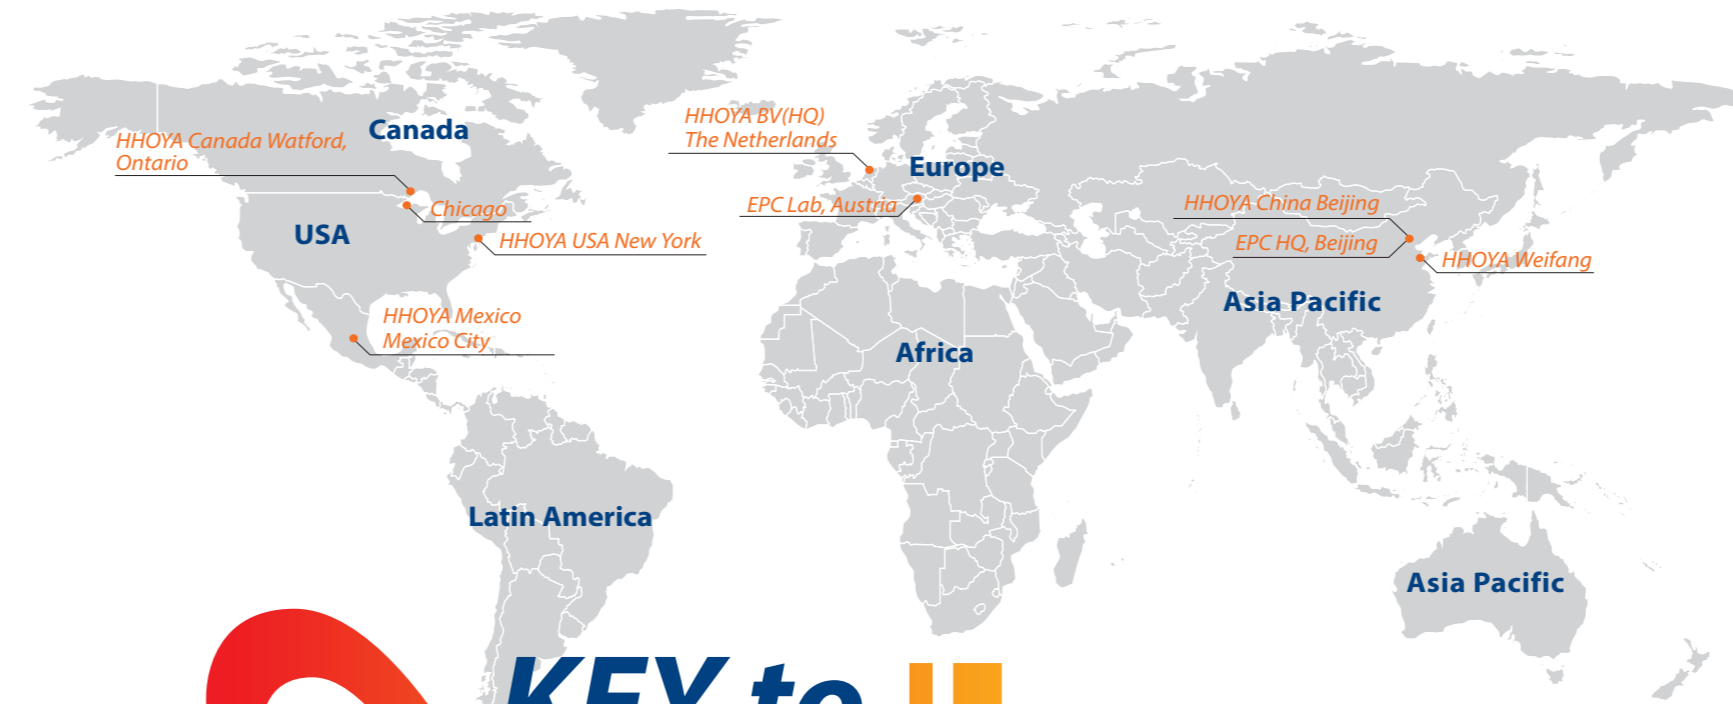 Canada
HHOYA Canada Watford,
Ontario
Chicago
USA
HHOYA USA New York
HHOYA Mexico
Mexico City
Latin America
HHOYA BV(HQ)
The Netherlands
Europe
EPC Lab, Austria
Africa
HHOYA China Beijing
EPC HQ, Beijing
HHOYA Weifang
Asia Pacific
Asia Pacific
KEY to